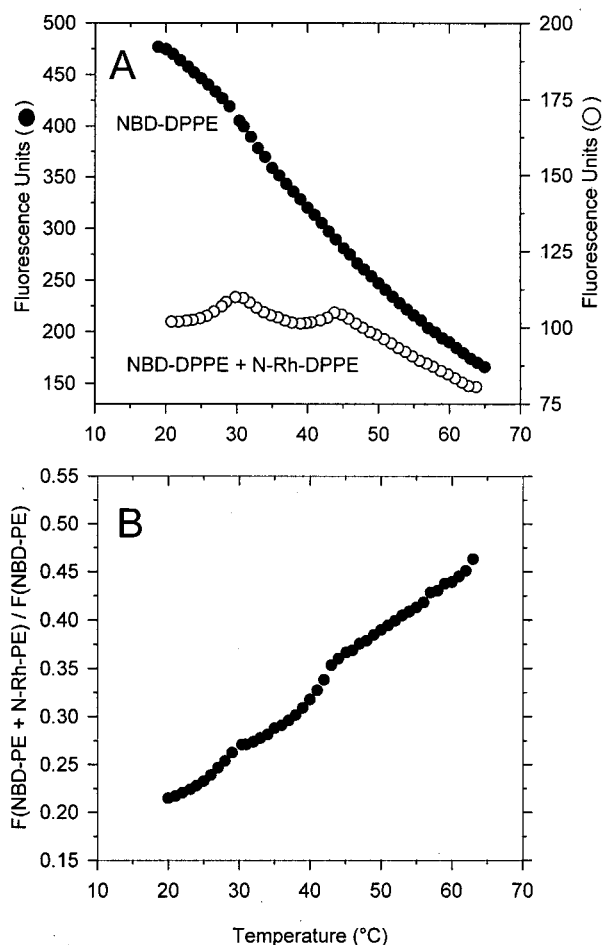 A
NBD-DPPE
NBD-DPPE + N-Rh-DPPE
Fluorescence Units (●)
500
450
400
350
300
250
200
150
Fluorescence Units (○)
200
175
150
125
100
75
10 20 30 40 50 60 70
B
F(NBD-PE + N-Rh-PE) / F(NBD-PE)
0.55
0.50
0.45
0.40
0.35
0.30
0.25
0.20
0.15
10 20 30 40 50 60 70
Temperature (°C)